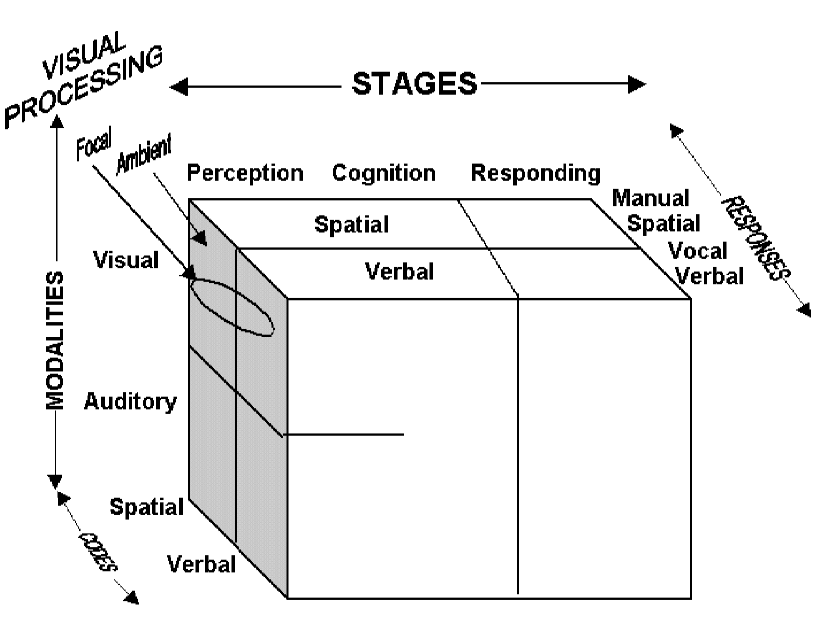 VISUAL
PROCESSING
STAGES
Focal
Ambient
Perception Cognition Responding
Manual
Spatial
Vocal
Verbal
RESPONSES
Spatial
Verbal
Visual
MODALITIES
Auditory
Spatial
Verbal
CODES